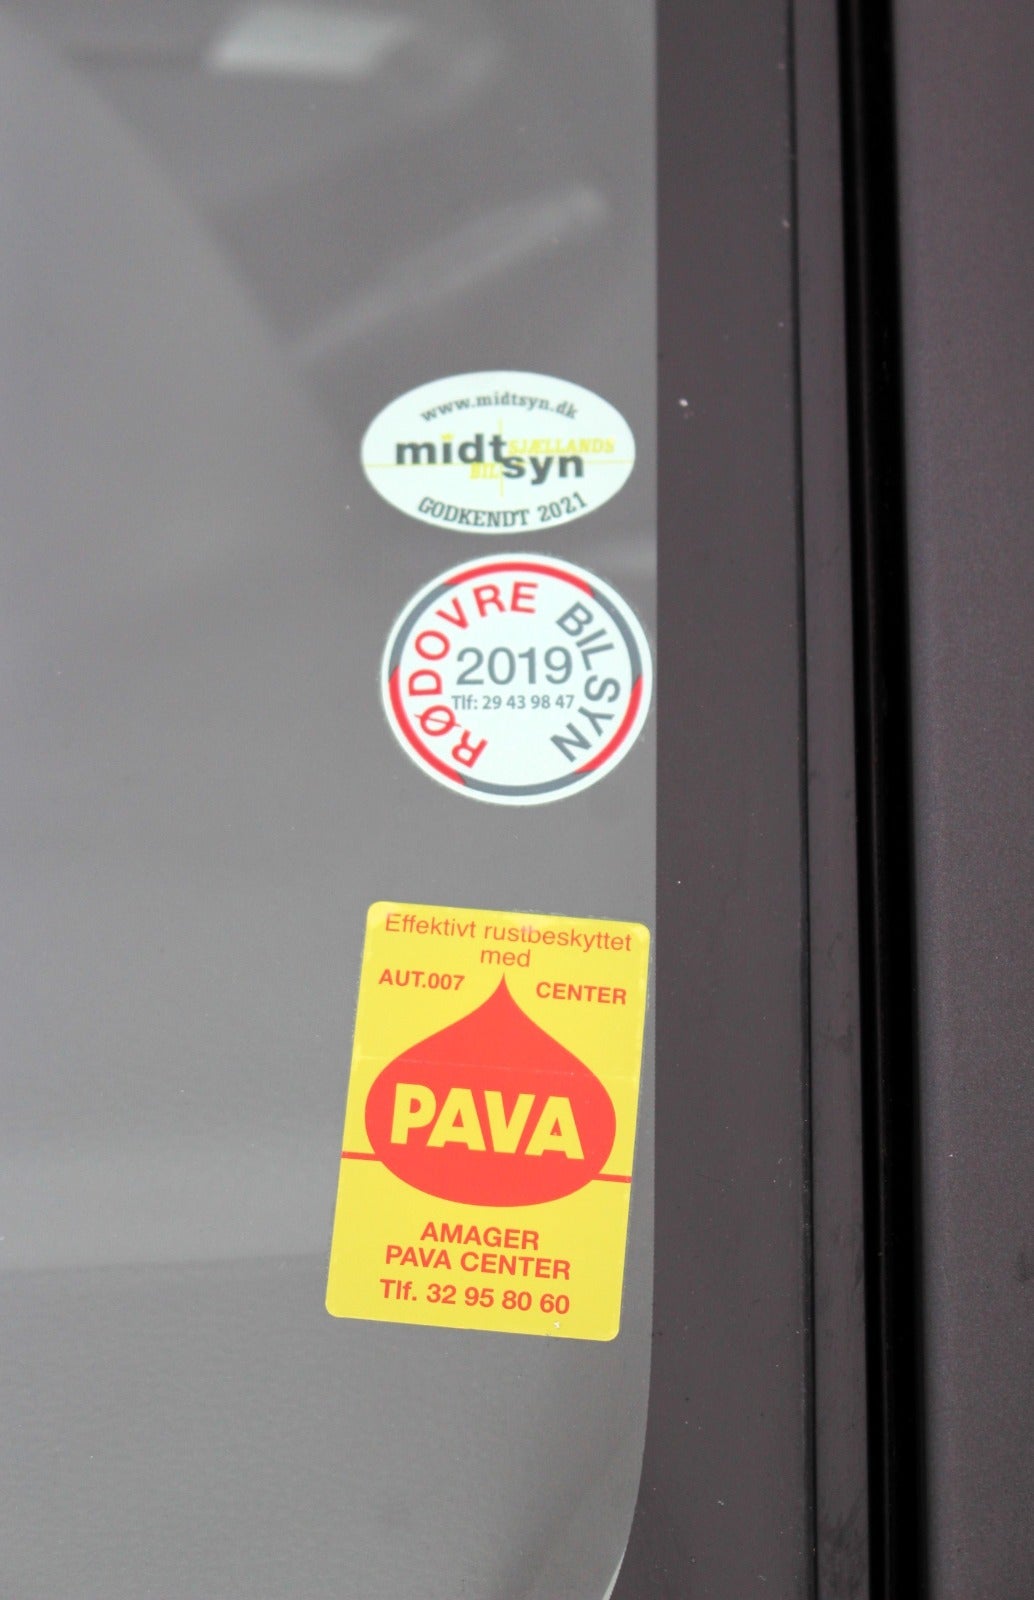 www.midtsyn.dk
midt SJÆLLANDS
BIL syn
GODKENDT 2021
RØDOVRE BILSYN
2019
Tlf: 29 43 98 47
Effektivt rustbeskyttet
med
AUT.007 CENTER
PAVA
AMAGER
PAVA CENTER
Tlf. 32 95 80 60